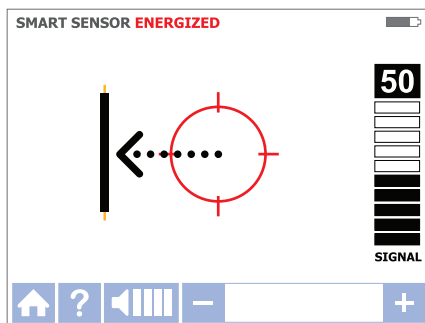 SMART SENSOR ENERGIZED
50
SIGNAL
?
− +